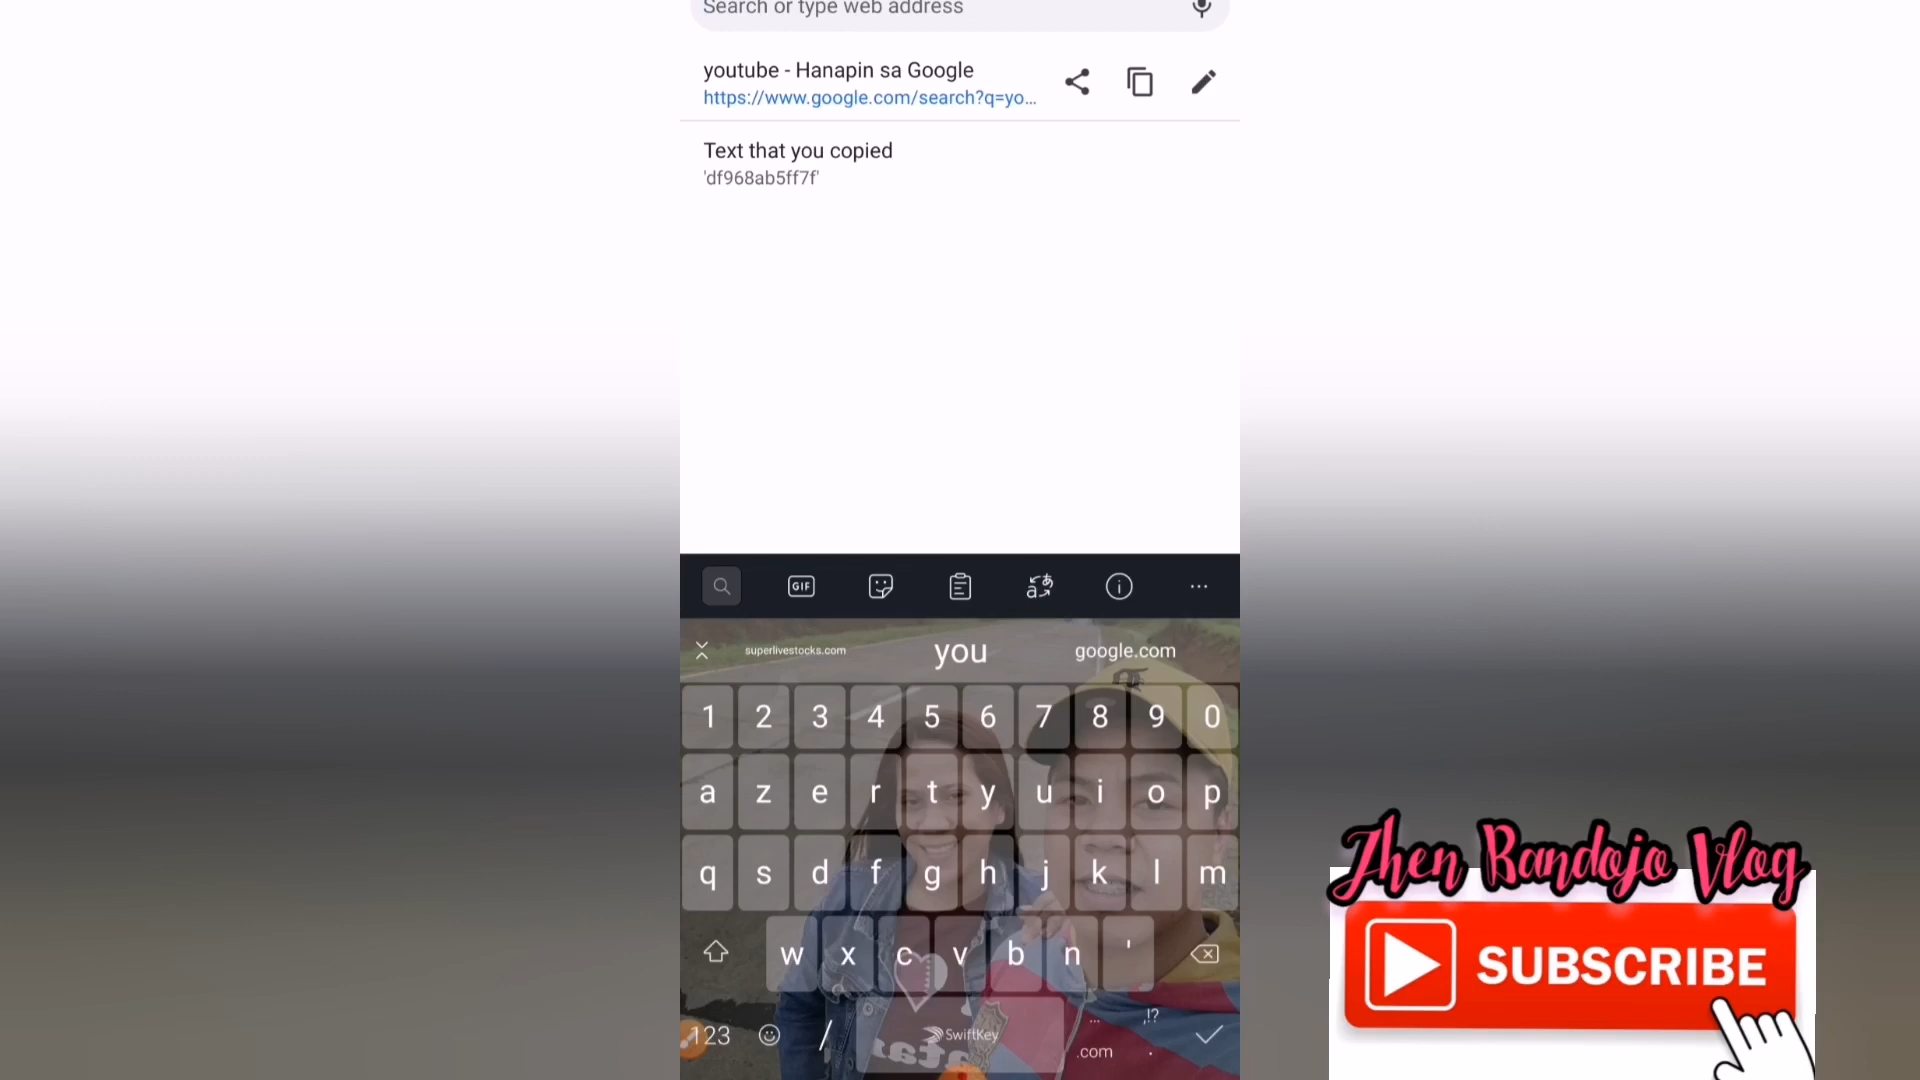 Search or type web address
youtube - Hanapin sa Google
https://www.google.com/search?q=yo...
Text that you copied
'df968ab5ff7f'
GIF
superlivestocks.com you google.com
1 2 3 4 5 6 7 8 9 0
a z e r t y u i o p
q s d f g h j k l m
w x c v b n '
123 / SwiftKey .com ,!? .
Jhen Bandojo Vlog
SUBSCRIBE